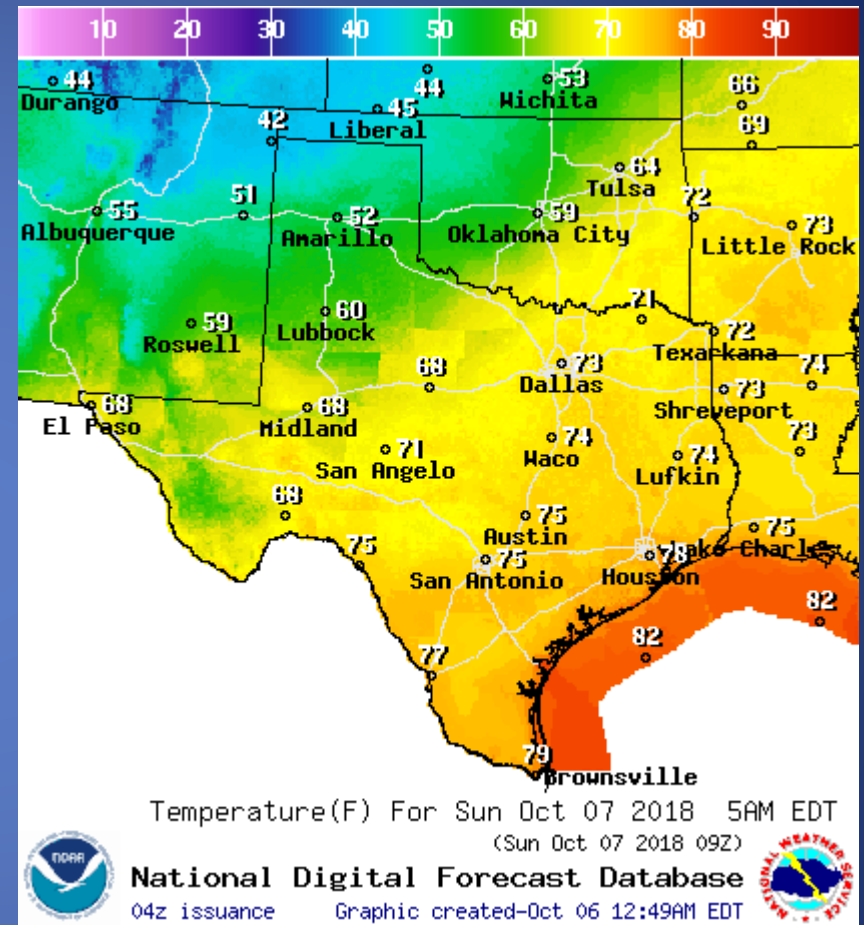 10 20 30 40 50 60 70 80 90
44
Durango
44
45
Liberal
53
Wichita
66
69
42
64
Tulsa
55
Albuquerque
51
52
Amarillo
59
Oklahoma City
72
73
Little Rock
59
Roswell
60
Lubbock
71
72
Texarkana
68
73
Dallas
74
73
Shreveport
68
El Paso
68
Midland
71
San Angelo
74
Waco
74
Lufkin
73
68
75
Austin
75
Lake Charles
75
75
San Antonio
78
Houston
82
82
77
79
Brownsville
Temperature(F) For Sun Oct 07 2018 5AM EDT
(Sun Oct 07 2018 09Z)
NOAA
National Digital Forecast Database
NATIONAL WEATHER SERVICE
04z issuance Graphic created-Oct 06 12:49AM EDT